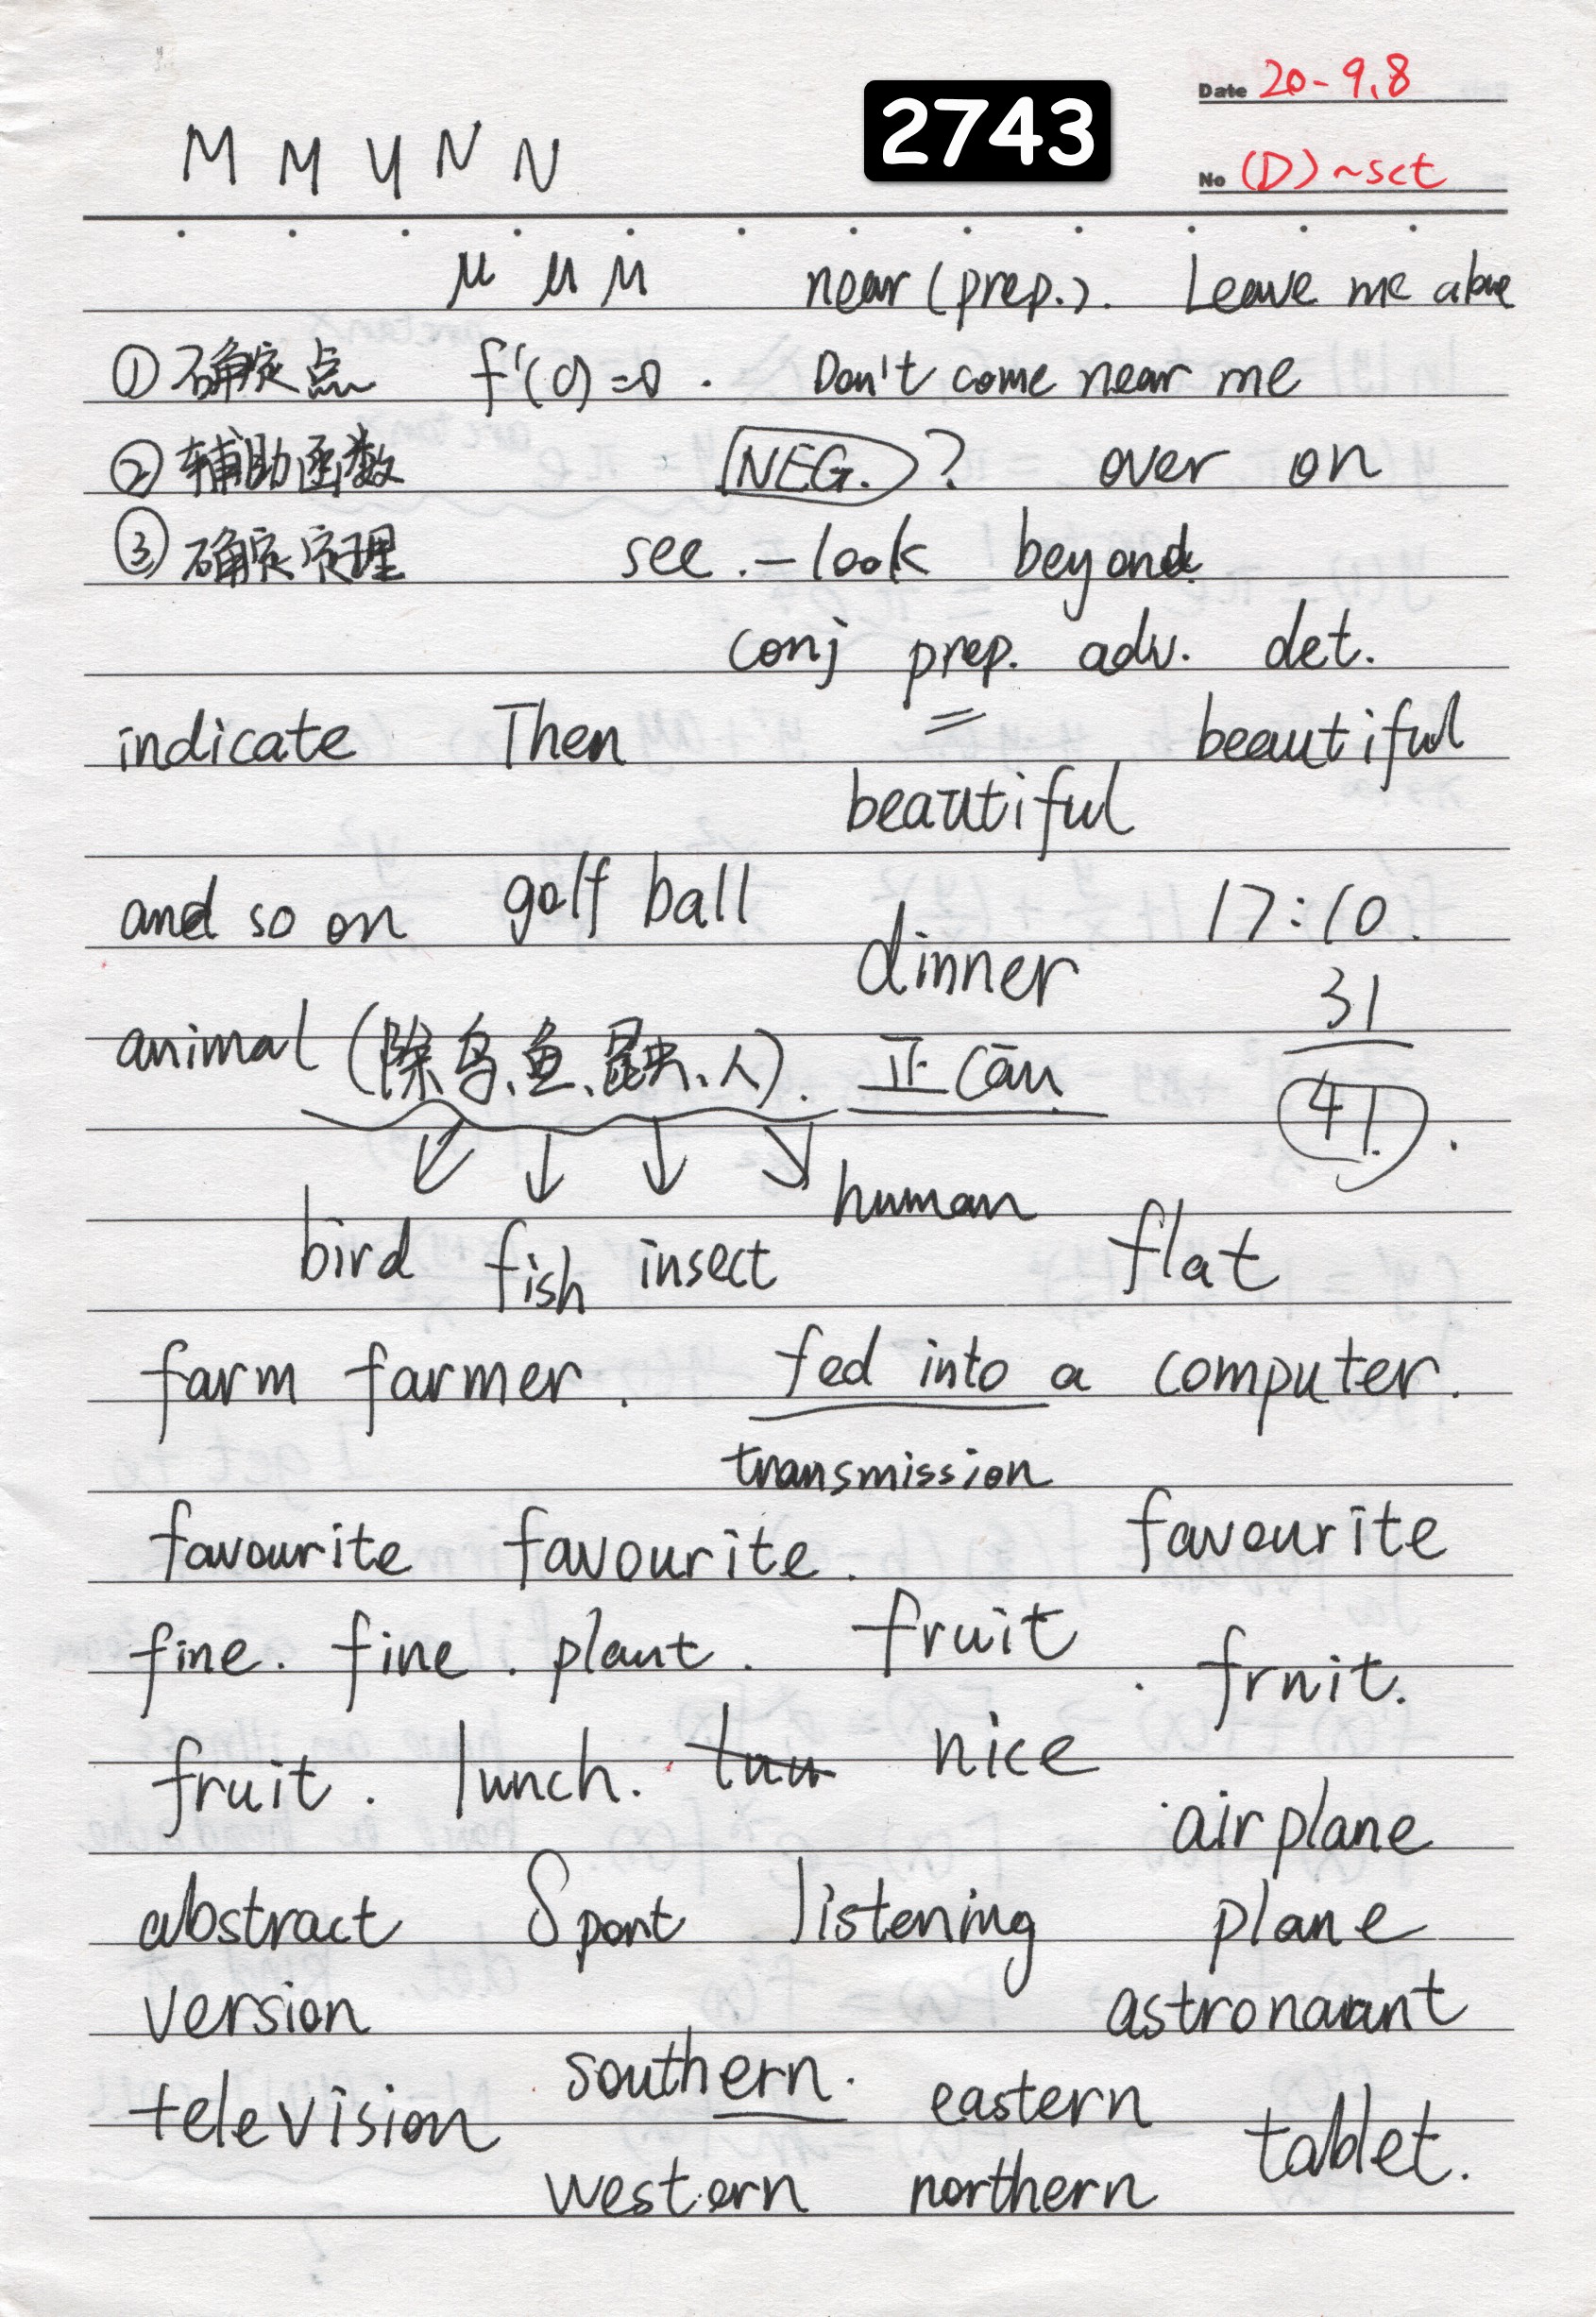 2743
Date 20-9.8
M M Y N N
No (D)~sct
μ μ M near (prep.). Leave me alone
①确定点 f'(0)=0. Don't come near me
②辅助函数 NEG. ? over on
③确定定理 see.—look beyond
conj prep. adv. det.
indicate Then = beautiful
beautiful
and so on golf ball 17:10.
dinner
31
animal (除鸟、鱼、昆虫、人). 正
41.
human
bird fish insect flat
farm farmer. fed into a computer.
transmission
favourite favourite. favourite
fine. fine. plant. fruit. fruit.
fruit. lunch. nice
airplane
abstract Sport listening plane
version astronaut
southern. eastern
television tablet.
western northern